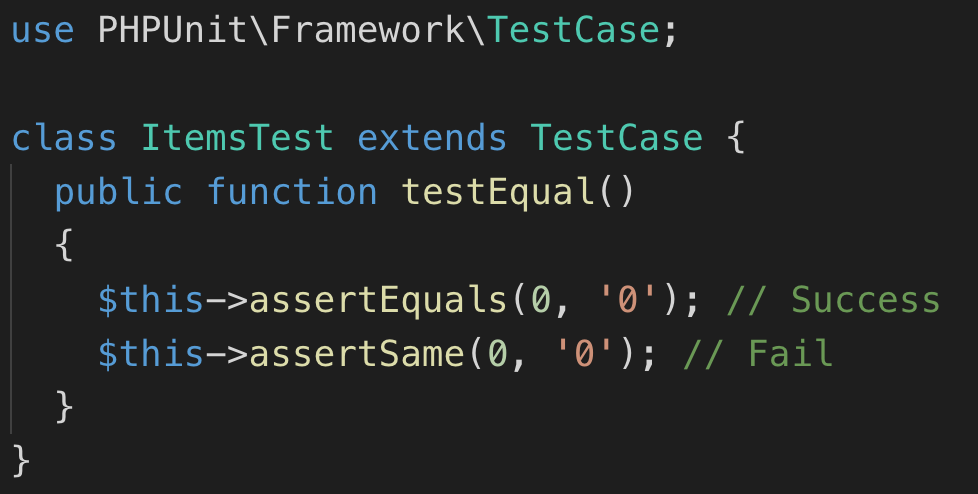 use PHPUnit\Framework\TestCase;
class ItemsTest extends TestCase {
public function testEqual()
{
$this->assertEquals(0, '0'); // Success
$this->assertSame(0, '0'); // Fail
}
}